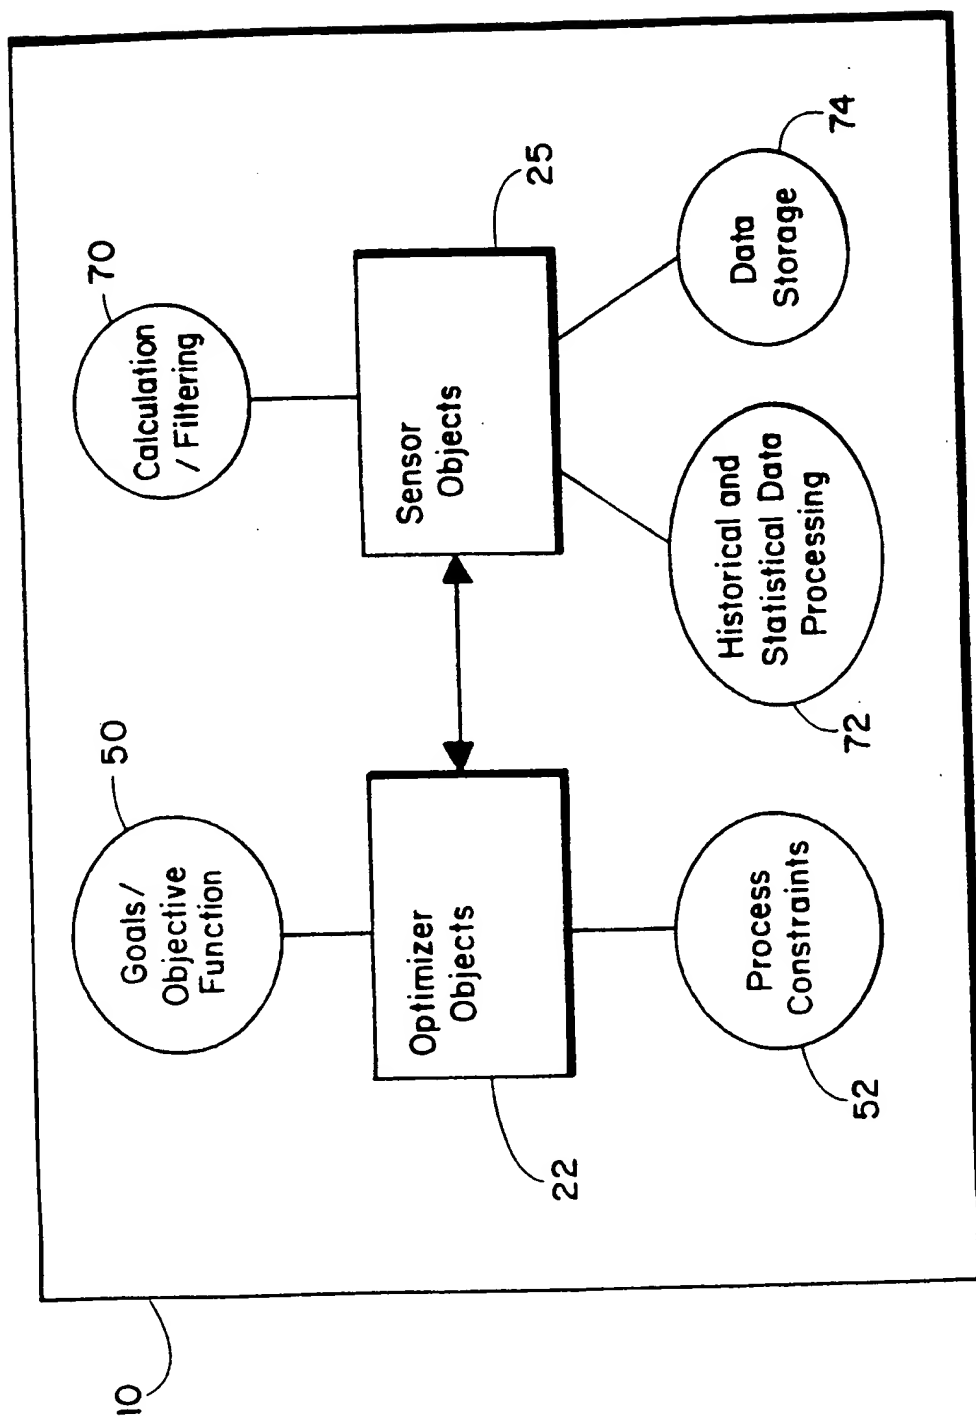 10
50
Goals/
Objective
Function
70
Calculation
/ Filtering
Optimizer
Objects
22
Sensor
Objects
25
Process
Constraints
52
Historical and
Statistical Data
Processing
72
Data
Storage
74